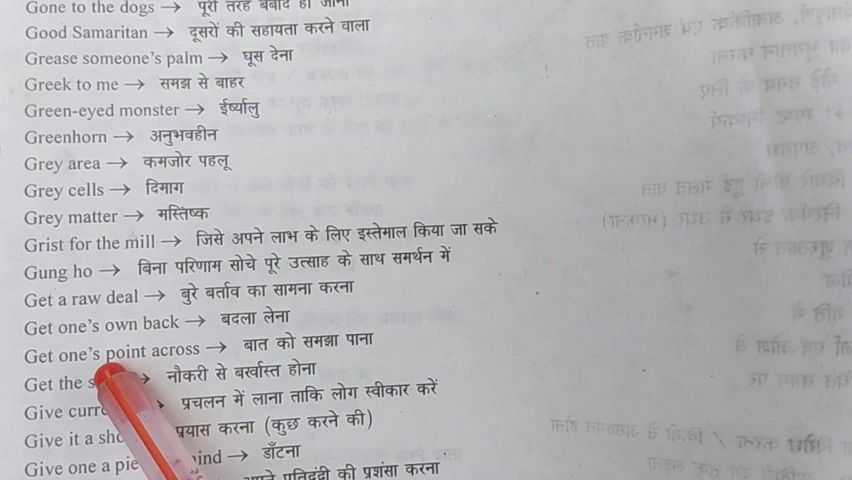 Gone to the dogs → पूरी तरह बर्बाद हो जाना
Good Samaritan → दूसरों की सहायता करने वाला
Grease someone's palm → घूस देना
Greek to me → समझ से बाहर
Green-eyed monster → ईर्ष्यालु
Greenhorn → अनुभवहीन
Grey area → कमजोर पहलू
Grey cells → दिमाग
Grey matter → मस्तिष्क
Grist for the mill → जिसे अपने लाभ के लिए इस्तेमाल किया जा सके
Gung ho → बिना परिणाम सोचे पूरे उत्साह के साथ समर्थन में
Get a raw deal → बुरे बर्ताव का सामना करना
Get one's own back → बदला लेना
Get one's point across → बात को समझा पाना
Get the → नौकरी से बर्खास्त होना
Give → प्रचलन में लाना ताकि लोग स्वीकार करें
Give it a → प्रयास करना (कुछ करने की)
Give one a → डाँटना
अपने प्रतिद्वंदी की प्रशंसा करना